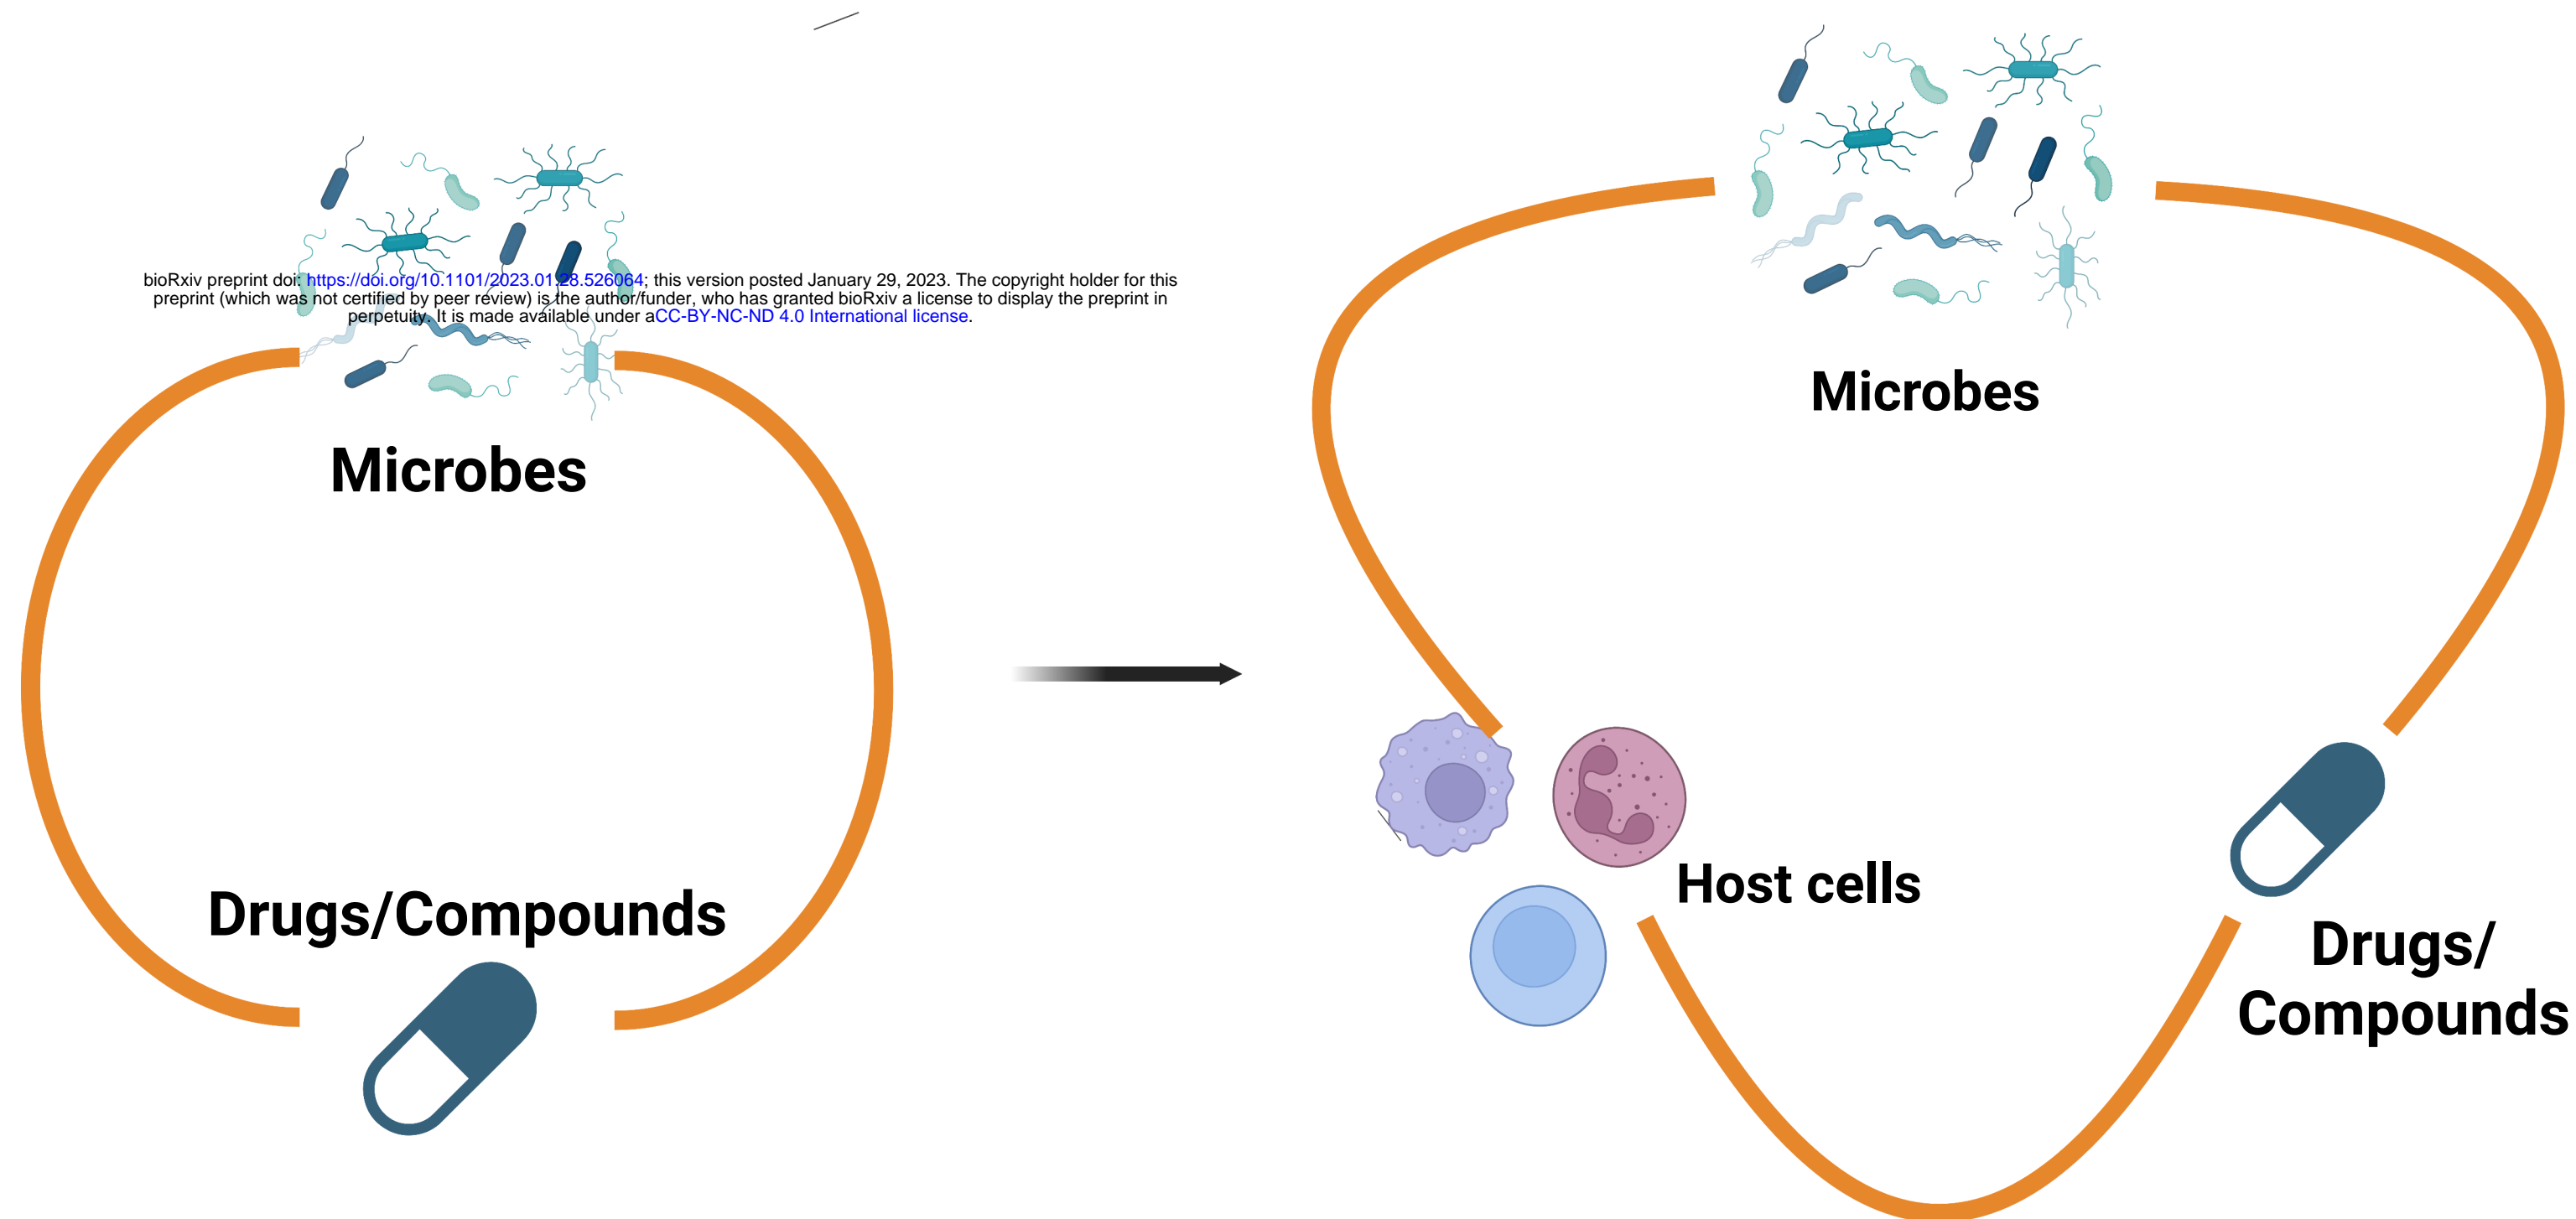 bioRxiv preprint doi: https://doi.org/10.1101/2023.01.28.526064; this version posted January 29, 2023. The copyright holder for this
preprint (which was not certified by peer review) is the author/funder, who has granted bioRxiv a license to display the preprint in
perpetuity. It is made available under aCC-BY-NC-ND 4.0 International license.
Microbes
Drugs/Compounds
Microbes
Host cells
Drugs/
Compounds